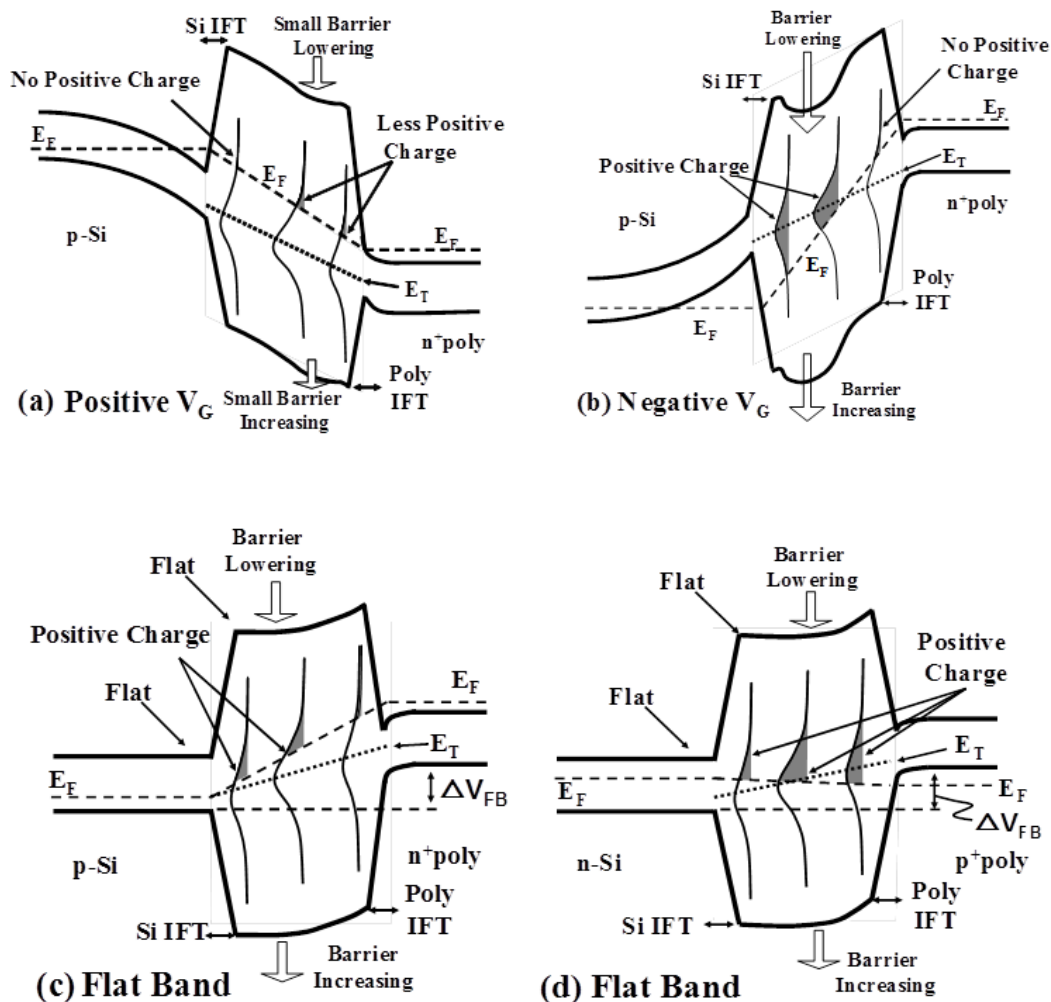 Si IFT
Small Barrier
Lowering
No Positive Charge
Less Positive
Charge
E_F
E_F
E_F
p-Si
E_T
n⁺poly
Poly
IFT
(a) Positive V_G
Small Barrier
Increasing
Barrier
Lowering
No Positive
Charge
Si IFT
E_F
Positive Charge
E_T
p-Si
n⁺poly
E_F
E_F
Poly
IFT
(b) Negative V_G
Barrier
Increasing
Barrier
Lowering
Flat
Positive Charge
Flat
E_F
E_T
E_F
ΔV_FB
p-Si
n⁺poly
Poly
IFT
Si IFT
Barrier
Increasing
(c) Flat Band
Barrier
Lowering
Flat
Positive
Charge
Flat
E_T
E_F
E_F
ΔV_FB
n-Si
p⁺poly
Poly
IFT
Si IFT
Barrier
Increasing
(d) Flat Band